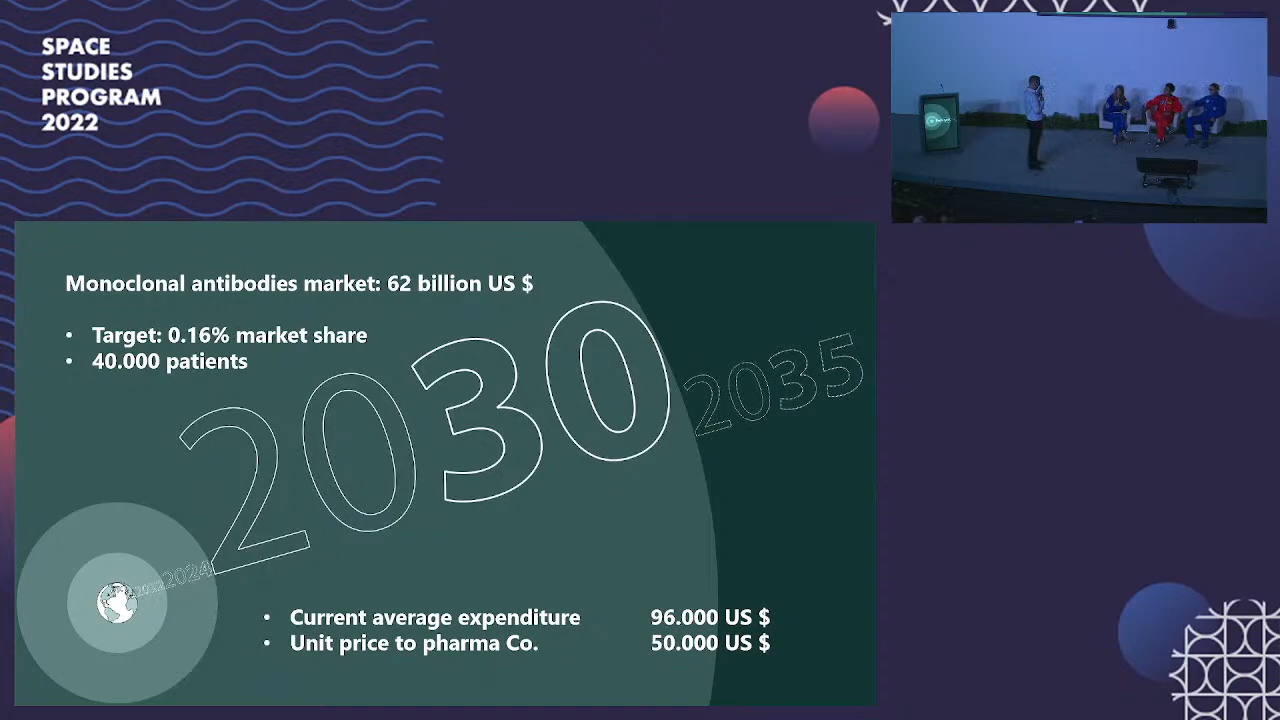 SPACE
STUDIES
PROGRAM
2022
Monoclonal antibodies market: 62 billion US $
• Target: 0.16% market share
• 40.000 patients
2030
2035
2024
• Current average expenditure 96.000 US $
• Unit price to pharma Co. 50.000 US $